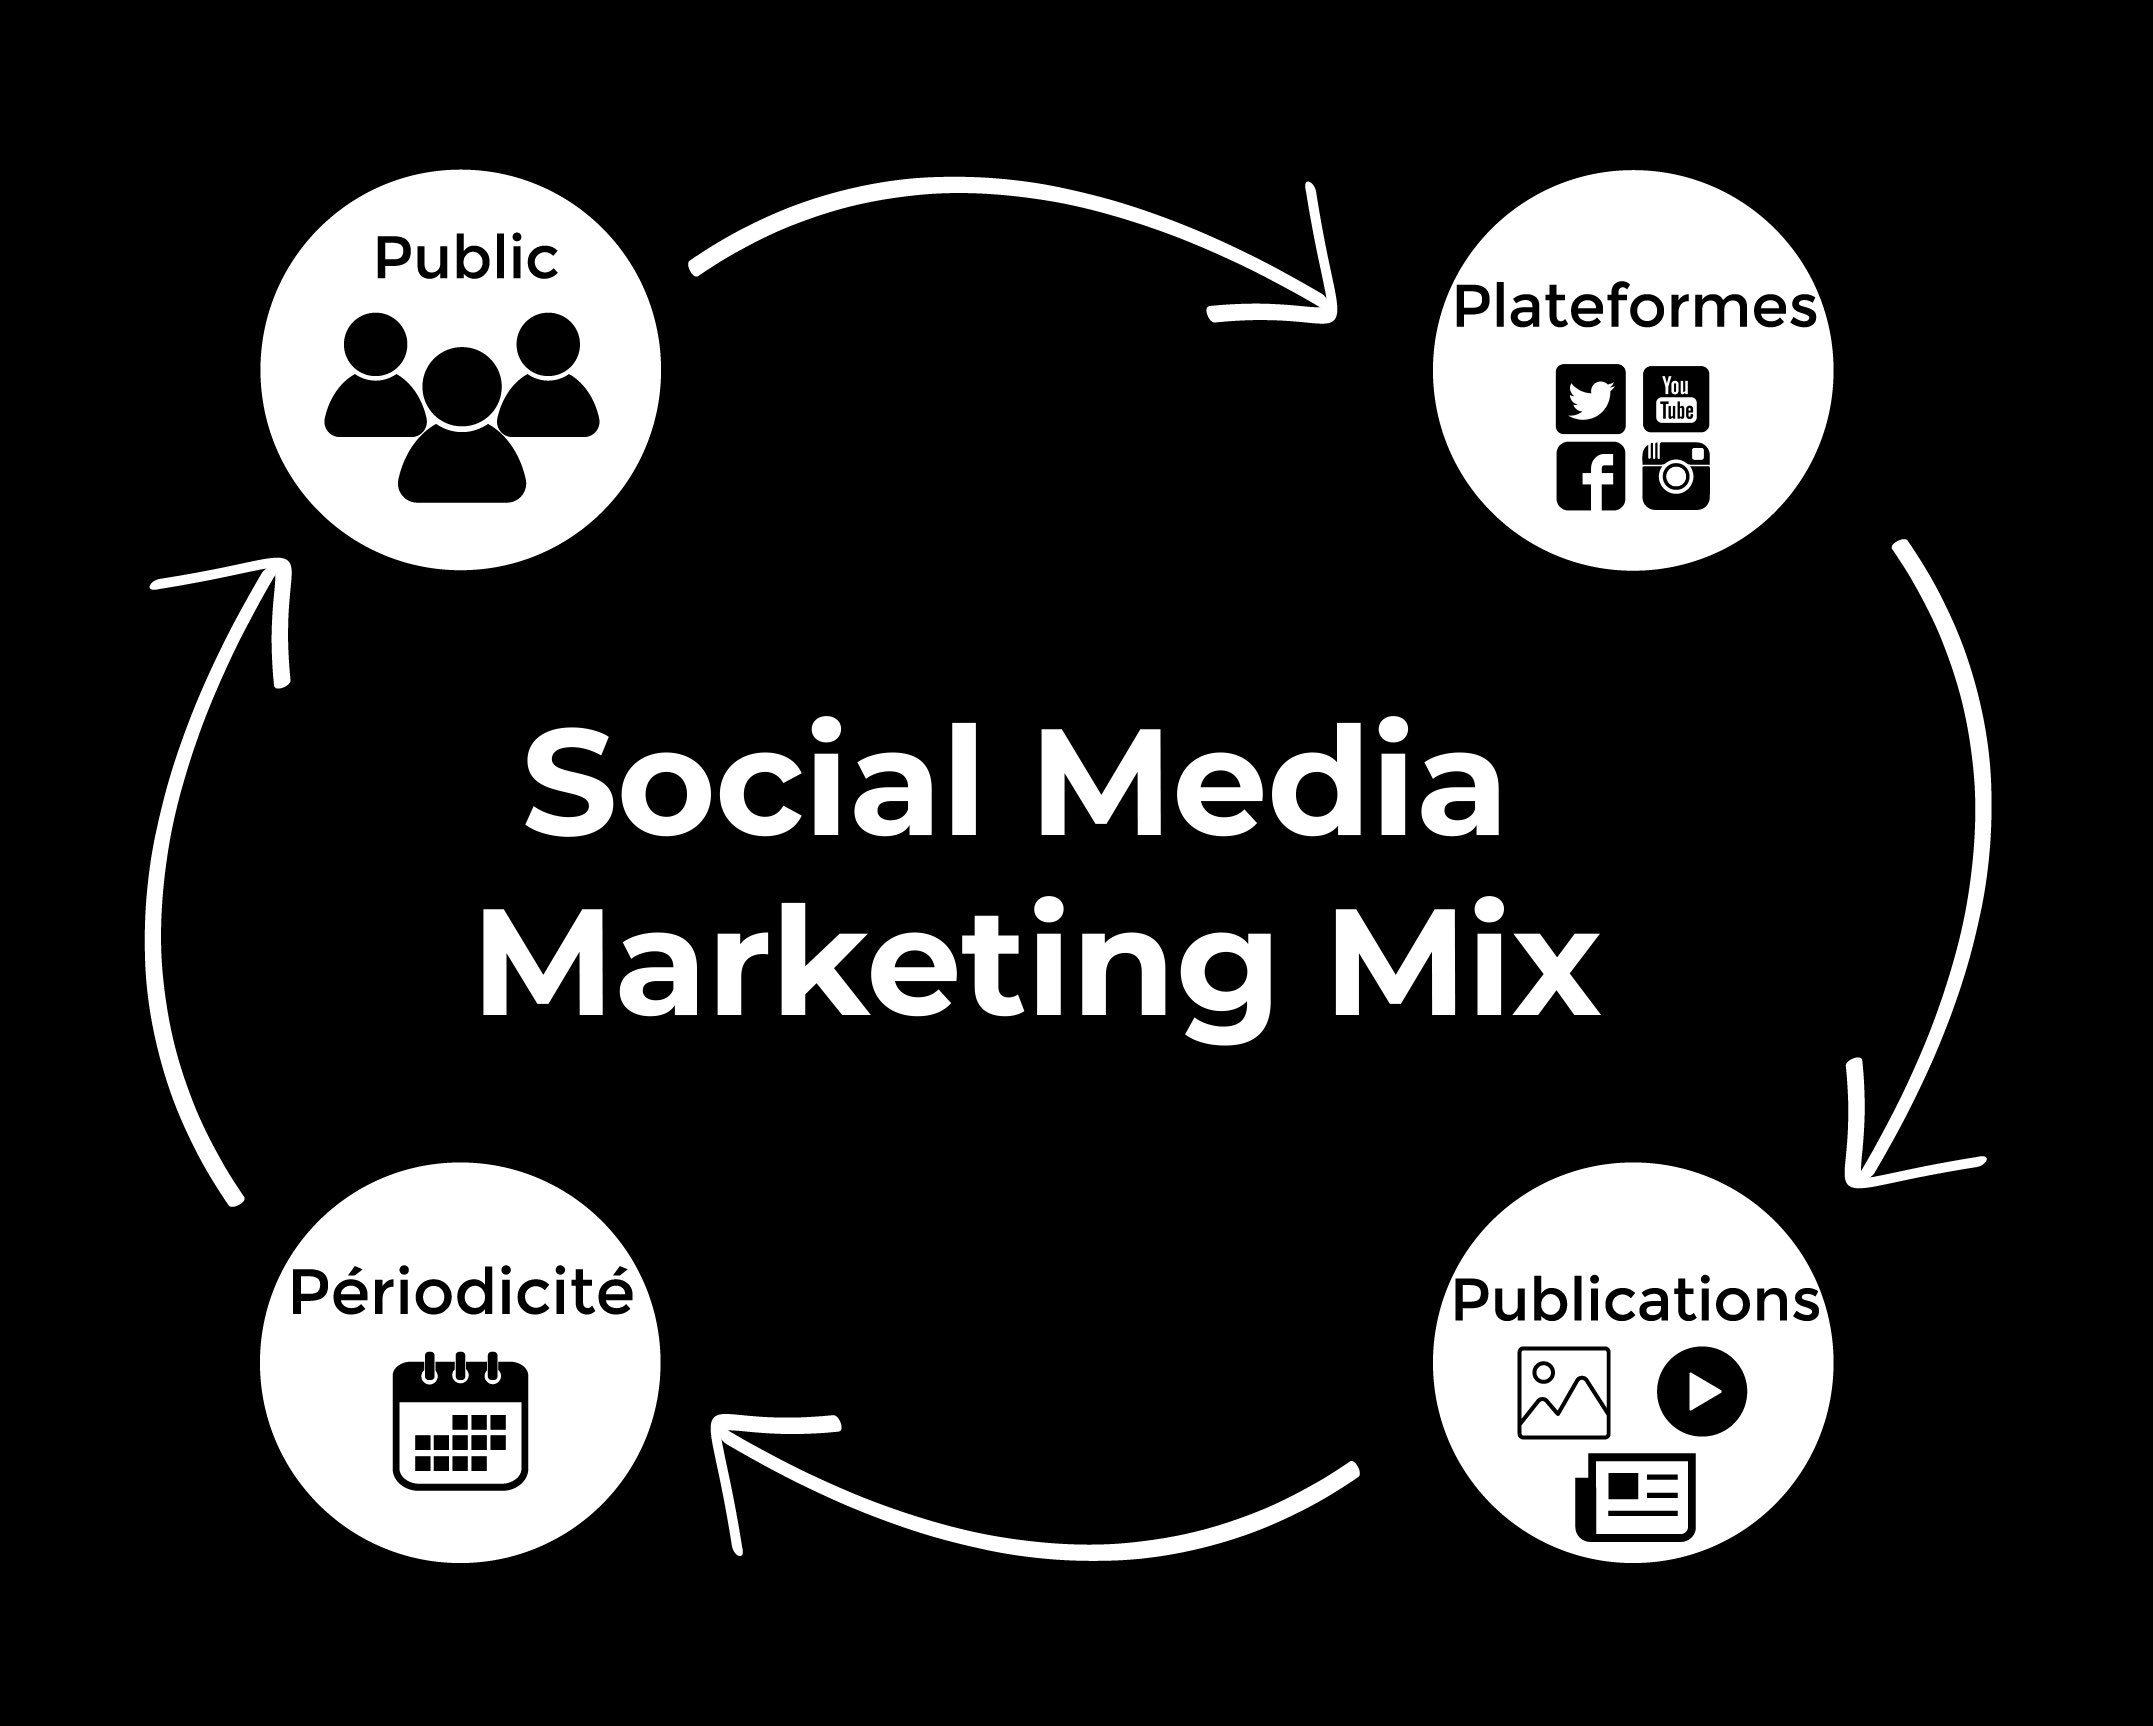 Public
Plateformes
You
Tube
Social Media
Marketing Mix
Périodicité
Publications